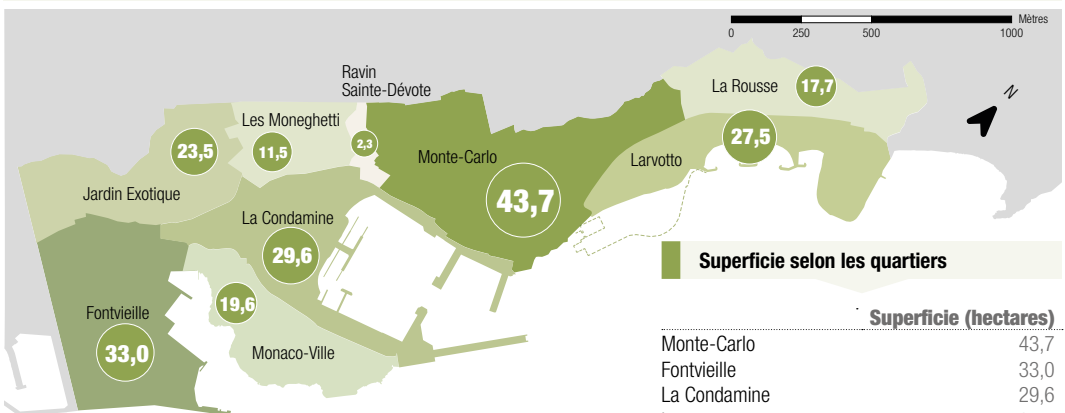 Mètres
0 250 500 1000
N
Ravin
Sainte-Dévote
La Rousse
17,7
Les Moneghetti
23,5
11,5
2,3
27,5
Monte-Carlo
Larvotto
Jardin Exotique
43,7
La Condamine
29,6
19,6
Fontvieille
33,0
Monaco-Ville
Superficie selon les quartiers
Superficie (hectares)
Monte-Carlo 43,7
Fontvieille 33,0
La Condamine 29,6